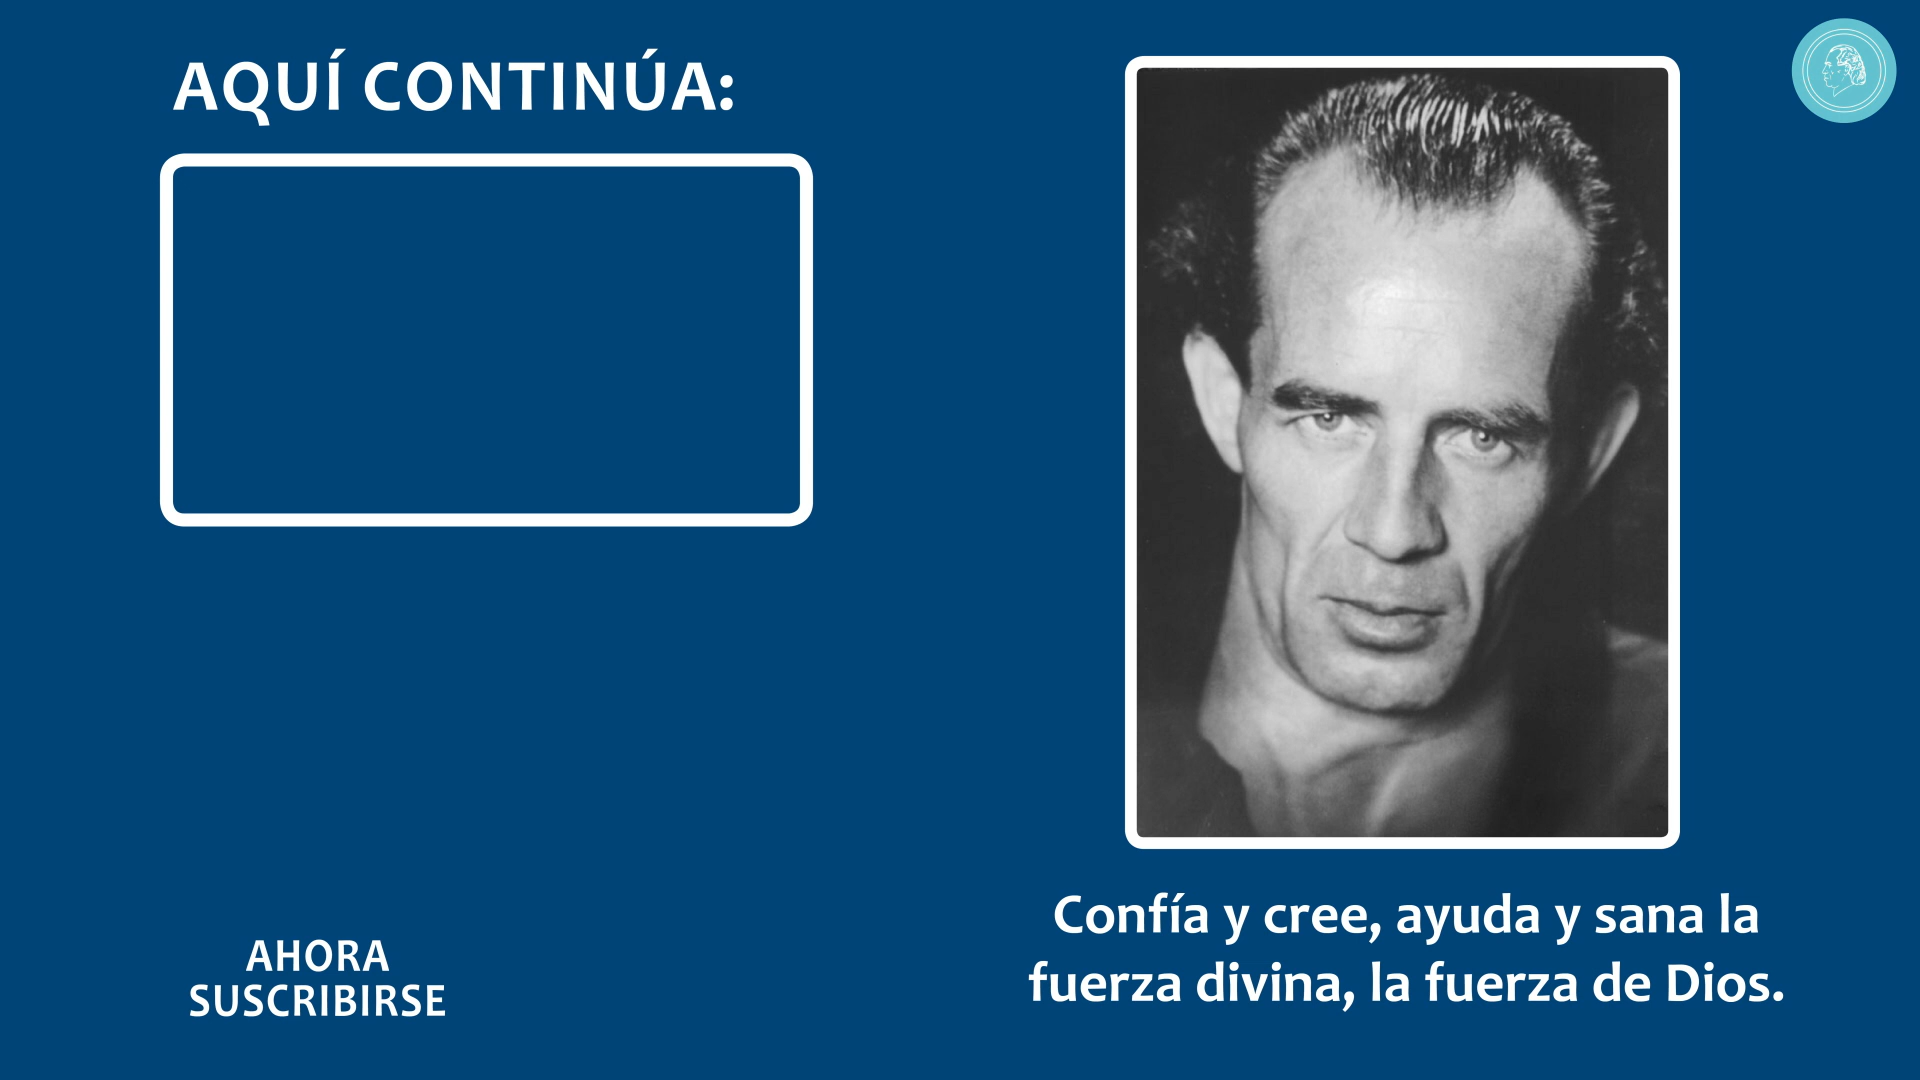 AQUÍ CONTINÚA:
Confía y cree, ayuda y sana la
fuerza divina, la fuerza de Dios.
AHORA
SUSCRIBIRSE